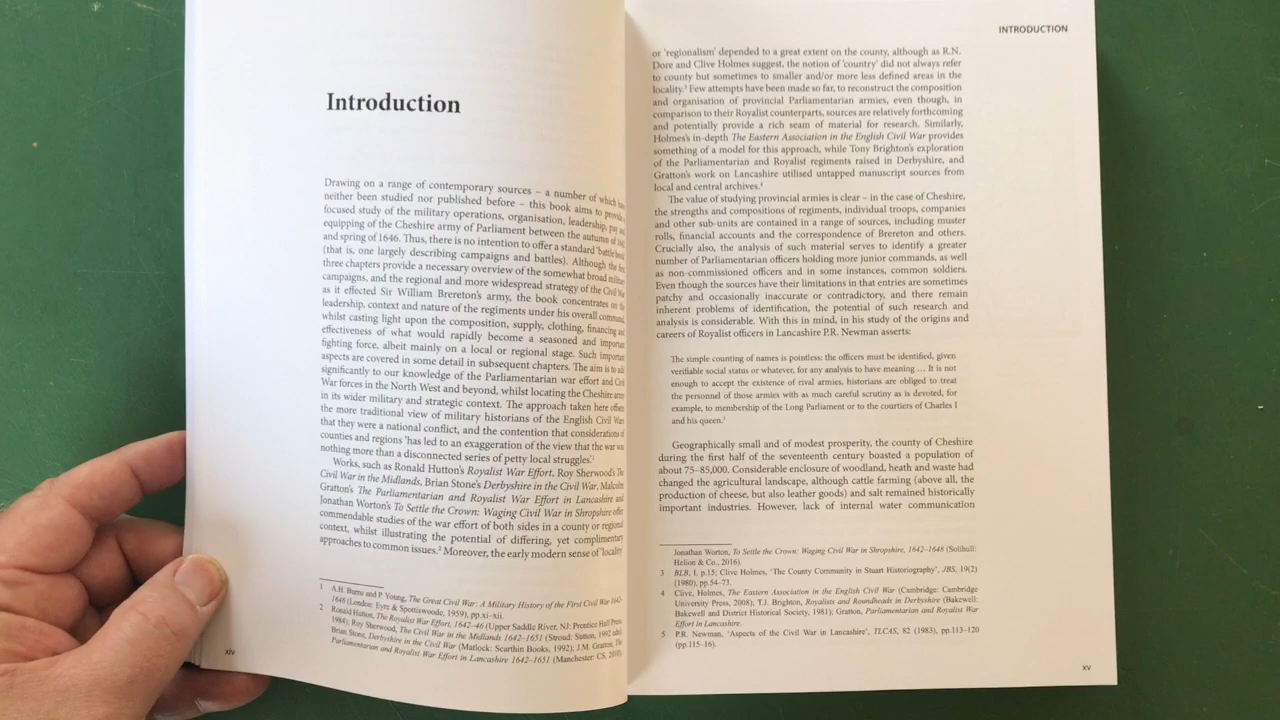 Introduction
Drawing on a range of contemporary sources – a number of which
neither been studied nor published before – this book aims to provide
focused study of the military operations, organisation, leadership, pay and
equipping of the Cheshire army of Parliament between the autumn of
and spring of 1646. Thus, there is no intention to offer a standard 'battle
(that is, one largely describing campaigns and battles). Although the
three chapters provide a necessary overview of the somewhat broad
campaigns, and the regional and more widespread strategy of the Civil
as it effected Sir William Brereton's army, the book concentrates on the
leadership, context and nature of the regiments under his overall
whilst casting light upon the composition, supply, clothing, financing and
effectiveness of what would rapidly become a seasoned and
fighting force, albeit mainly on a local or regional stage. Such
aspects are covered in some detail in subsequent chapters. The aim is to add
significantly to our knowledge of the Parliamentarian war effort and Civil
War forces in the North West and beyond, whilst locating the Cheshire army
in its wider military and strategic context. The approach taken here offsets
the more traditional view of military historians of the English Civil War
that they were a national conflict, and the contention that considerations of
counties and regions 'has led to an exaggeration of the view that the war was
nothing more than a disconnected series of petty local struggles'.1
Works, such as Ronald Hutton's Royalist War Effort, Roy Sherwood's The
Civil War in the Midlands, Brian Stone's Derbyshire in the Civil War, Malcolm
Gratton's The Parliamentarian and Royalist War Effort in Lancashire and
Jonathan Worton's To Settle the Crown: Waging Civil War in Shropshire offer
commendable studies of the war effort of both sides in a county or regional
context, whilst illustrating the potential of differing, yet complimentary
approaches to common issues.2 Moreover, the early modern sense of 'locality'
1 A.H. Burne and P. Young, The Great Civil War: A Military History of the First Civil War 1642-
1646 (London: Eyre & Spottiswoode, 1959), pp.xi–xii.
2 Ronald Hutton, The Royalist War Effort, 1642–46 (Upper Saddle River, NJ: Prentice Hall Press
1984); Roy Sherwood, The Civil War in the Midlands 1642–1651 (Stroud: Sutton, 1992
Brian Stone, Derbyshire in the Civil War (Matlock: Scarthin Books, 1992); J.M. Gratton, The
Parliamentarian and Royalist War Effort in Lancashire 1642–1651 (Manchester: CS,
xiv
INTRODUCTION
or 'regionalism' depended to a great extent on the county, although as R.N.
Dore and Clive Holmes suggest, the notion of 'country' did not always refer
to county but sometimes to smaller and/or more less defined areas in the
locality.3 Few attempts have been made so far, to reconstruct the composition
and organisation of provincial Parliamentarian armies, even though, in
comparison to their Royalist counterparts, sources are relatively forthcoming
and potentially provide a rich seam of material for research. Similarly,
Holmes's in-depth The Eastern Association in the English Civil War provides
something of a model for this approach, while Tony Brighton's exploration
of the Parliamentarian and Royalist regiments raised in Derbyshire, and
Gratton's work on Lancashire utilised untapped manuscript sources from
local and central archives.4
The value of studying provincial armies is clear – in the case of Cheshire,
the strengths and compositions of regiments, individual troops, companies
and other sub-units are contained in a range of sources, including muster
rolls, financial accounts and the correspondence of Brereton and others.
Crucially also, the analysis of such material serves to identify a greater
number of Parliamentarian officers holding more junior commands, as well
as non-commissioned officers and in some instances, common soldiers.
Even though the sources have their limitations in that entries are sometimes
patchy and occasionally inaccurate or contradictory, and there remain
inherent problems of identification, the potential of such research and
analysis is considerable. With this in mind, in his study of the origins and
careers of Royalist officers in Lancashire P.R. Newman asserts:
The simple counting of names is pointless: the officers must be identified, given
verifiable social status or whatever, for any analysis to have meaning … It is not
enough to accept the existence of rival armies, historians are obliged to treat
the personnel of those armies with as much careful scrutiny as is devoted, for
example, to membership of the Long Parliament or to the courtiers of Charles I
and his queen.5
Geographically small and of modest prosperity, the county of Cheshire
during the first half of the seventeenth century boasted a population of
about 75–85,000. Considerable enclosure of woodland, heath and waste had
changed the agricultural landscape, although cattle farming (above all, the
production of cheese, but also leather goods) and salt remained historically
important industries. However, lack of internal water communication
Jonathan Worton, To Settle the Crown: Waging Civil War in Shropshire, 1642–1648 (Solihull:
Helion & Co., 2016).
3 BLB, I, p.15; Clive Holmes, 'The County Community in Stuart Historiography', JBS, 19(2)
(1980), pp.54–73.
4 Clive, Holmes, The Eastern Association in the English Civil War (Cambridge: Cambridge
University Press, 2008); T.J. Brighton, Royalists and Roundheads in Derbyshire (Bakewell:
Bakewell and District Historical Society, 1981); Gratton, Parliamentarian and Royalist War
Effort in Lancashire.
5 P.R. Newman, 'Aspects of the Civil War in Lancashire', TLCAS, 82 (1983), pp.113–120
(pp.115–16).
xv